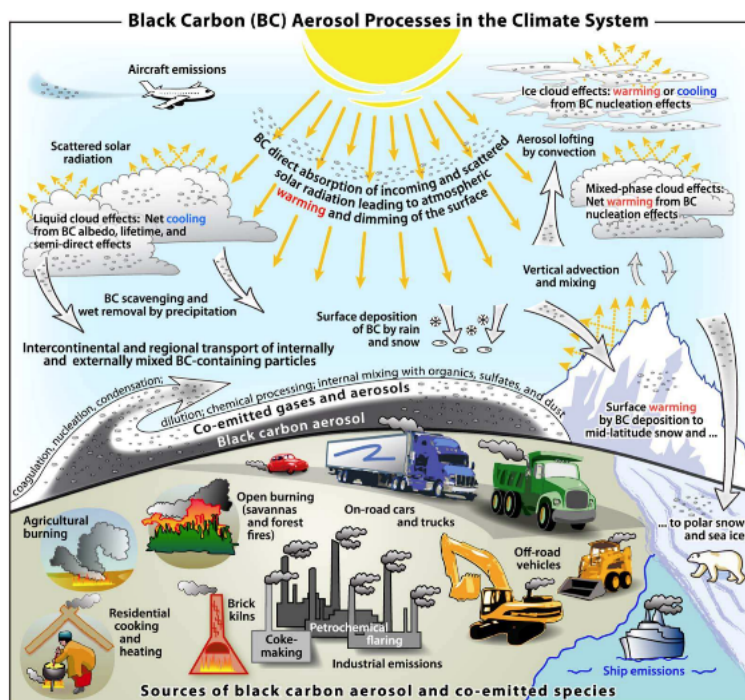 Black Carbon (BC) Aerosol Processes in the Climate System
Aircraft emissions
Ice cloud effects: warming or cooling
from BC nucleation effects
Scattered solar
radiation
BC direct absorption of incoming and scattered
solar radiation leading to atmospheric
warming and dimming of the surface
Aerosol lofting
by convection
Liquid cloud effects: Net cooling
from BC albedo, lifetime, and
semi-direct effects
Mixed-phase cloud effects:
Net warming from BC
nucleation effects
BC scavenging and
wet removal by precipitation
Vertical advection
and mixing
Surface deposition
of BC by rain
and snow
Intercontinental and regional transport of internally
and externally mixed BC-containing particles
coagulation, nucleation, condensation;
dilution; chemical processing; internal mixing with organics, sulfates, and dust
Co-emitted gases and aerosols
Black carbon aerosol
Surface warming
by BC deposition to
mid-latitude snow and ...
... to polar snow
and sea ice
Agricultural
burning
Open burning
(savannas
and forest
fires)
On-road cars
and trucks
Off-road
vehicles
Residential
cooking and
heating
Brick
kilns
Coke-
making
Petrochemical
flaring
Industrial emissions
Ship emissions
Sources of black carbon aerosol and co-emitted species